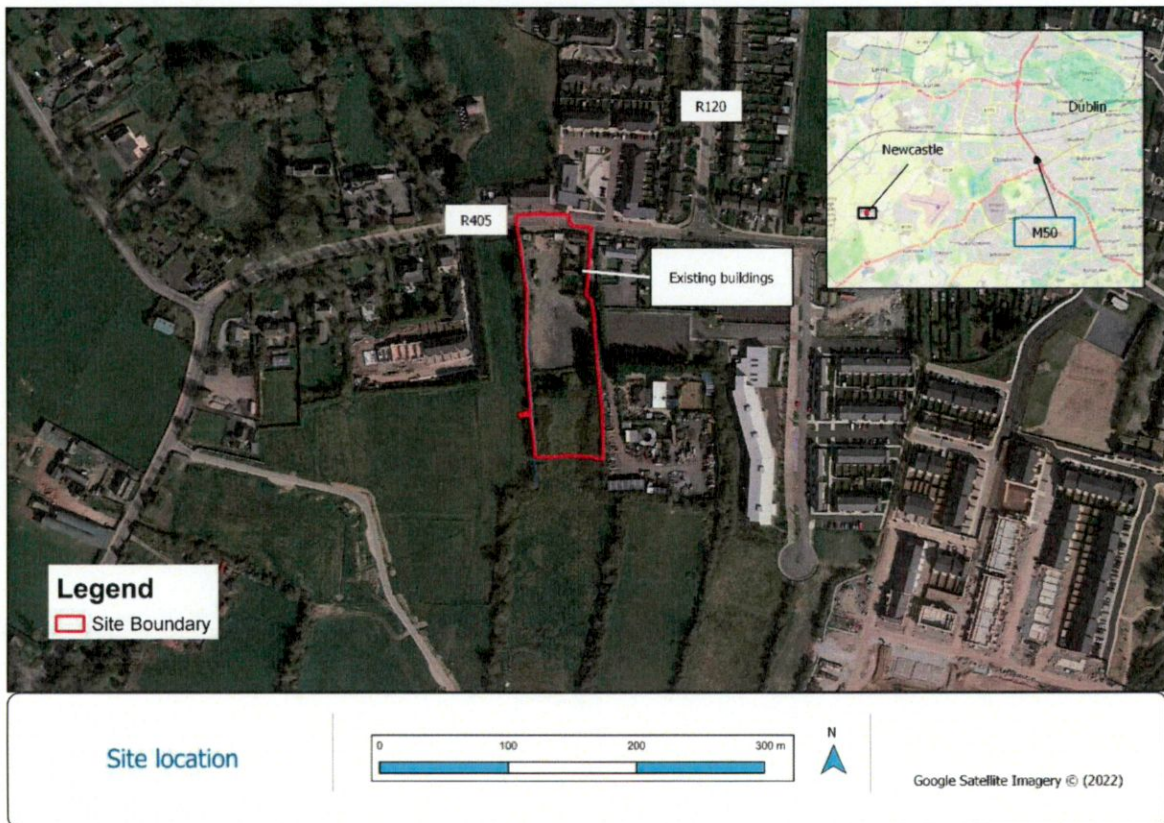 R120
R405
Existing buildings
Newcastle
Dublin
M50
Legend
Site Boundary
Site location
0 100 200 300 m
N
Google Satellite Imagery © (2022)